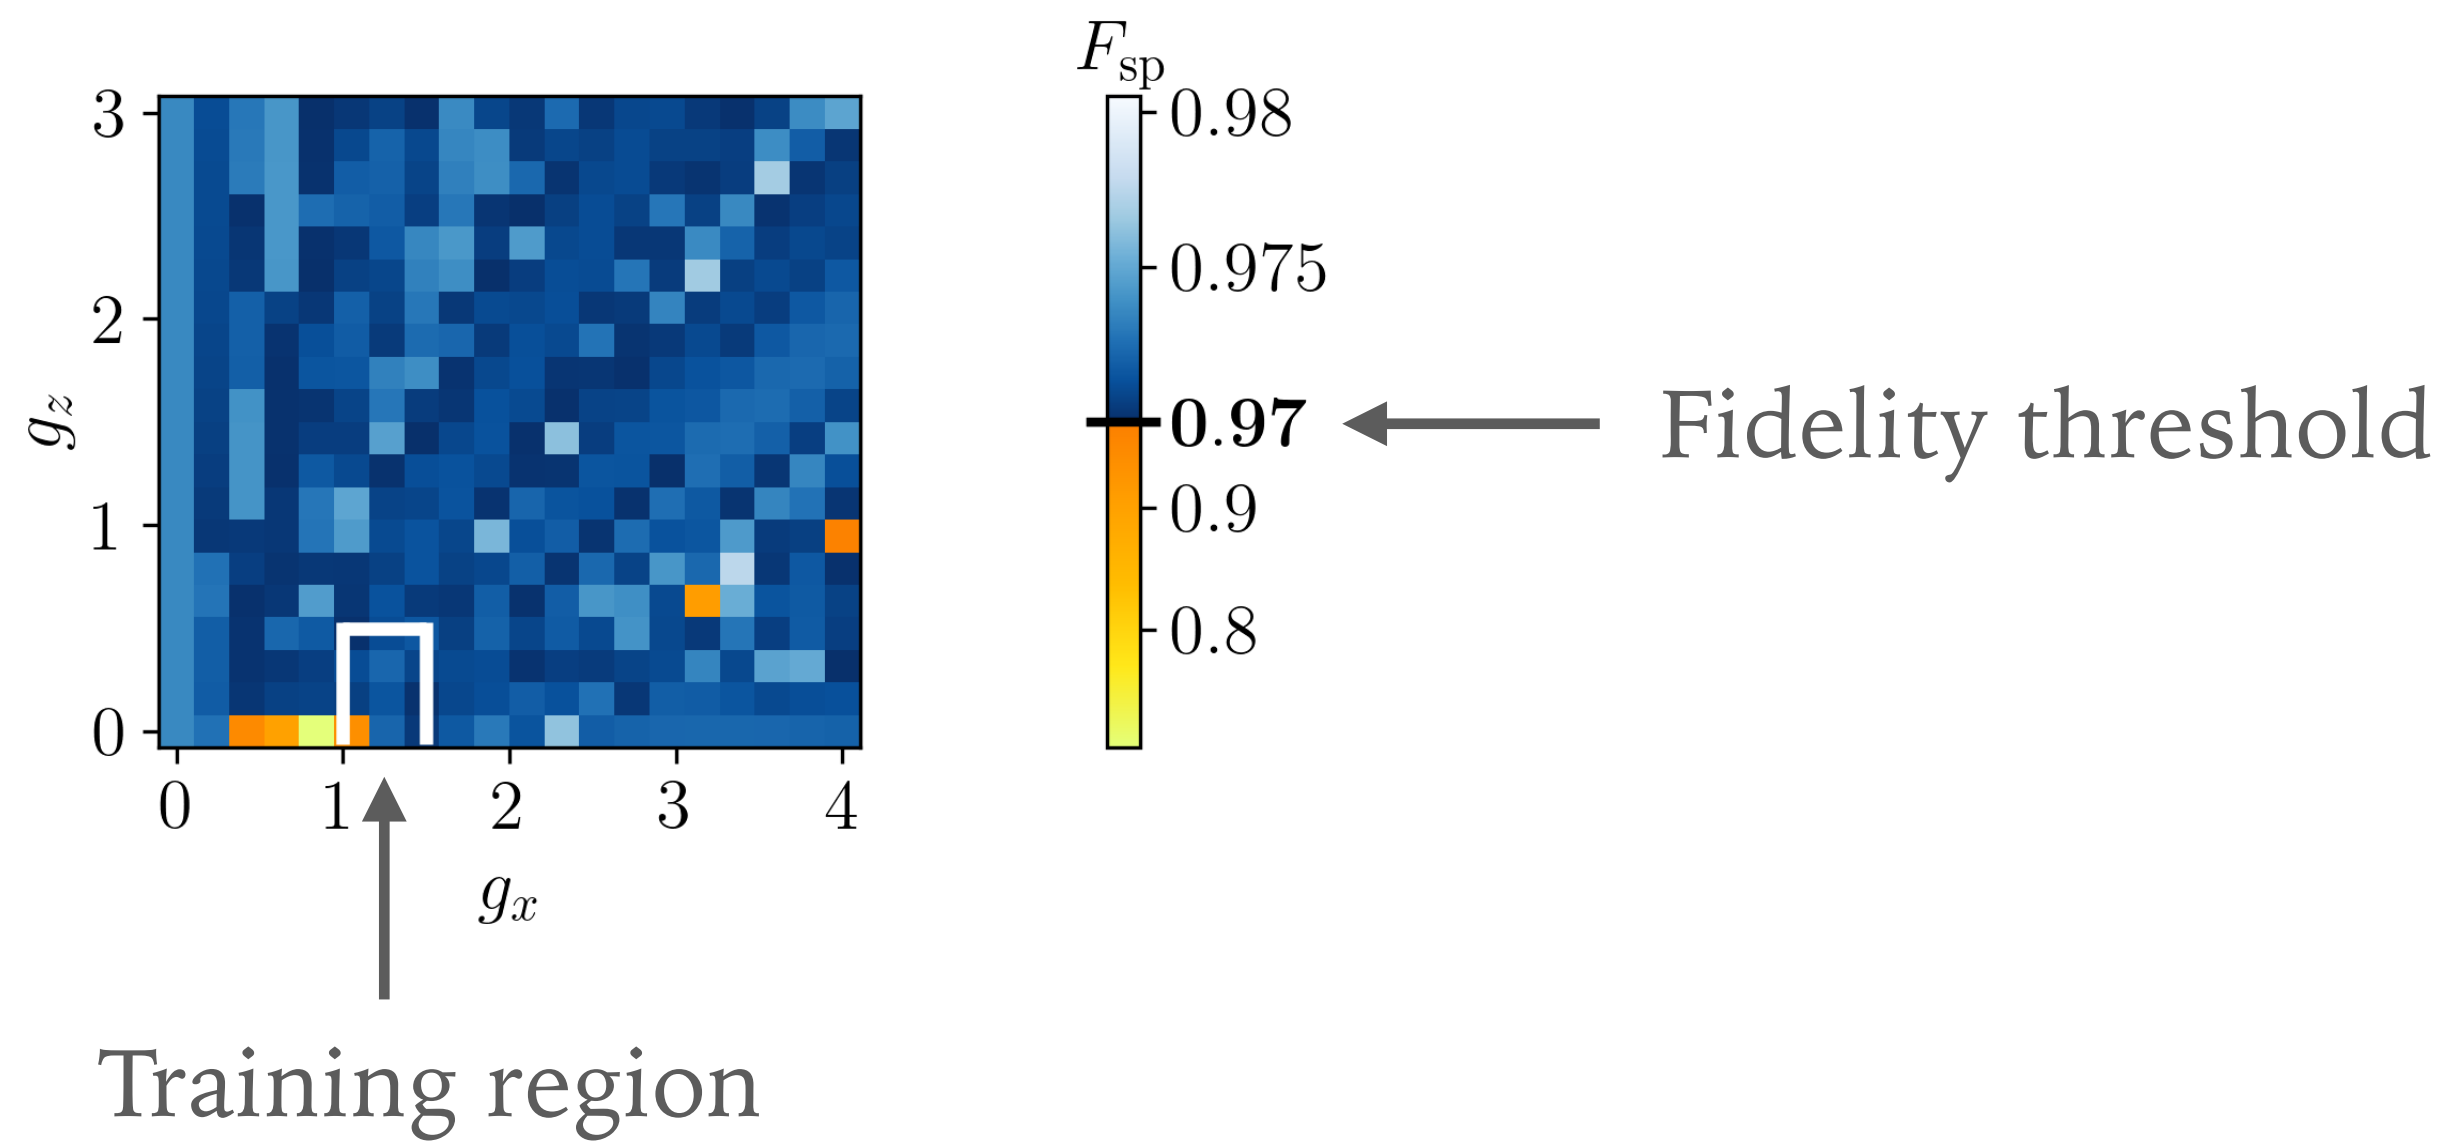 F_sp
3
2
1
0
g_z
0 1 2 3 4
g_x
0.98
0.975
0.97
0.9
0.8
Fidelity threshold
Training region